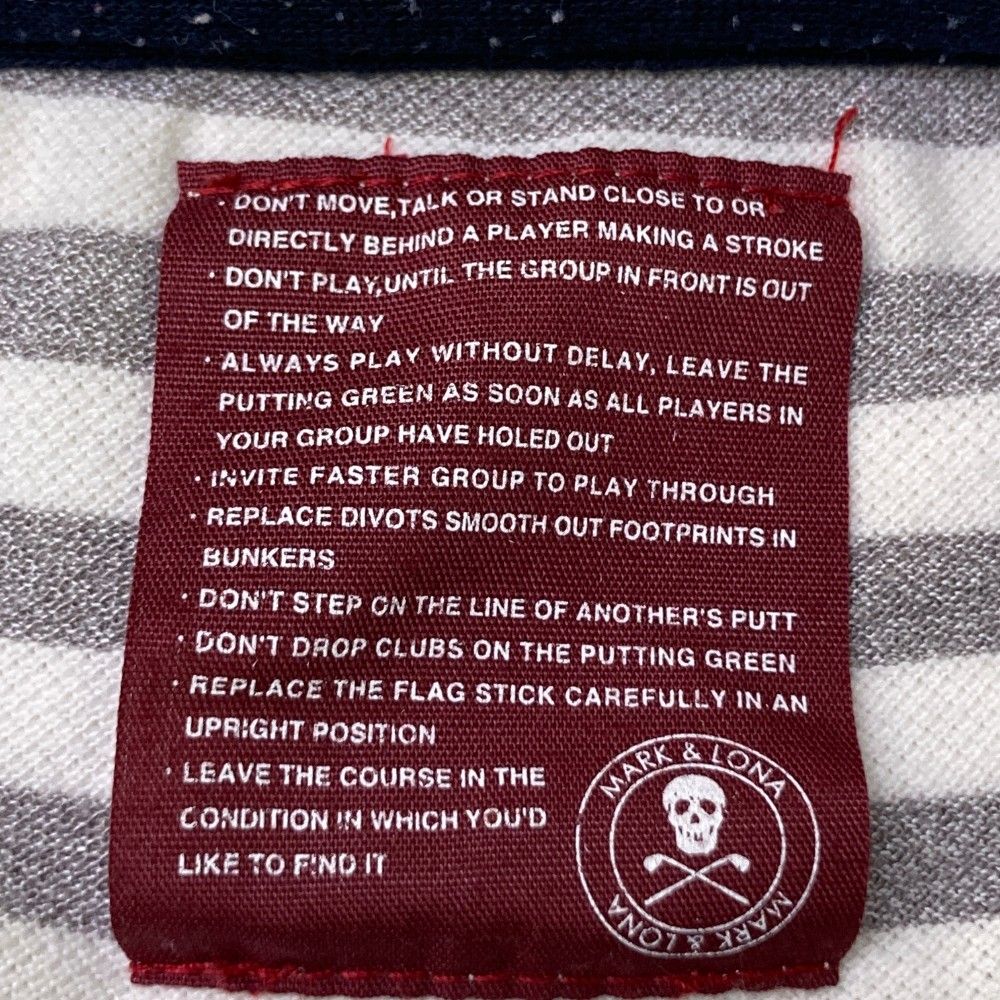 · DON'T MOVE,TALK OR STAND CLOSE TO OR
DIRECTLY BEHIND A PLAYER MAKING A STROKE
· DON'T PLAY,UNTIL THE GROUP IN FRONT IS OUT
OF THE WAY
· ALWAYS PLAY WITHOUT DELAY, LEAVE THE
PUTTING GREEN AS SOON AS ALL PLAYERS IN
YOUR GROUP HAVE HOLED OUT
· INVITE FASTER GROUP TO PLAY THROUGH
· REPLACE DIVOTS SMOOTH OUT FOOTPRINTS IN
BUNKERS
· DON'T STEP ON THE LINE OF ANOTHER'S PUTT
· DON'T DROP CLUBS ON THE PUTTING GREEN
· REPLACE THE FLAG STICK CAREFULLY IN AN
UPRIGHT POSITION
· LEAVE THE COURSE IN THE
CONDITION IN WHICH YOU'D
LIKE TO FIND IT
MARK & LONA
MARK & LONA